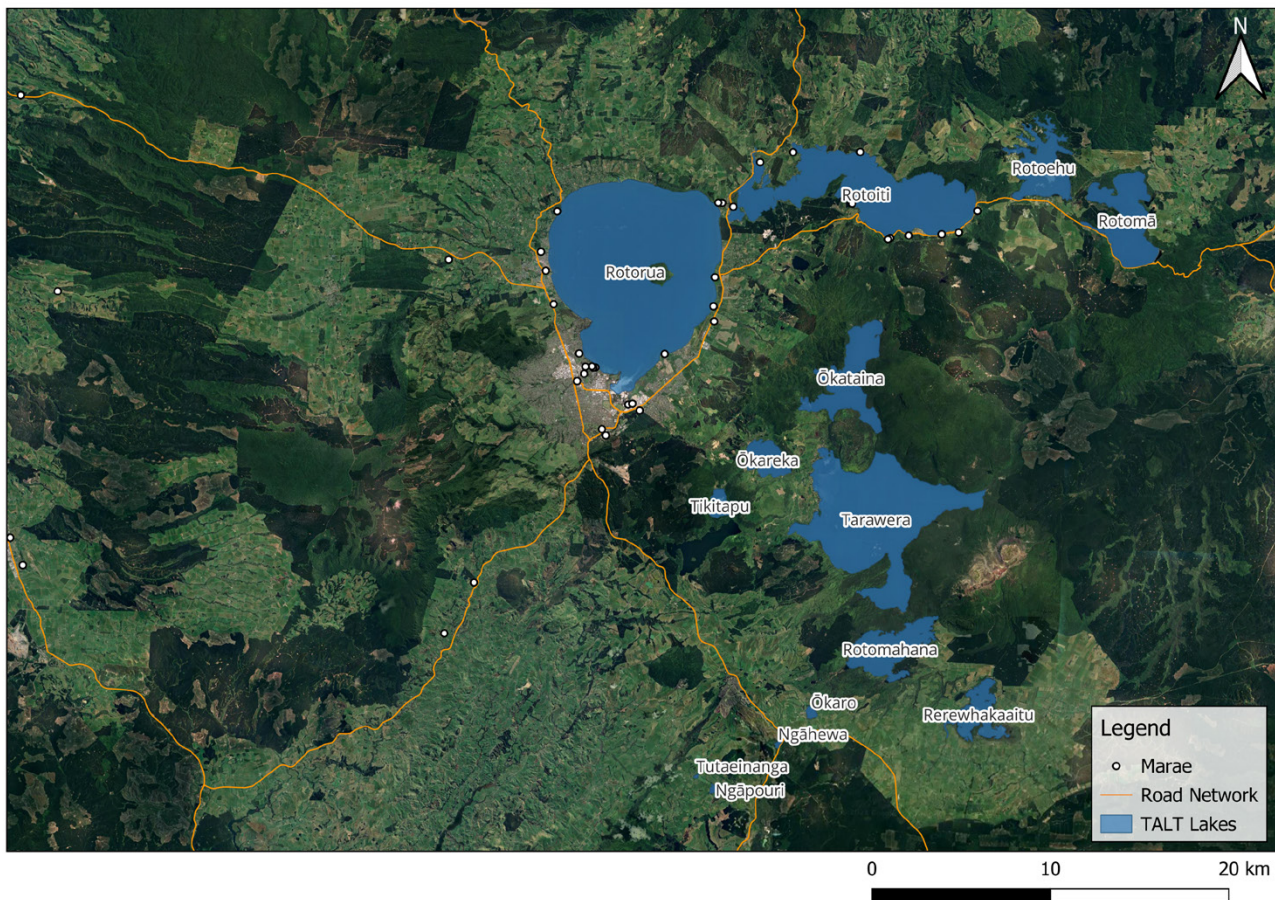 N
Rotoehu
Rotoiti
Rotomā
Rotorua
Ōkataina
Ōkareka
Tikitapu
Tarawera
Rotomahana
Ōkaro
Rerewhakaaitu
Ngāhewa
Tutaeinanga
Ngāpouri
Legend
Marae
Road Network
TALT Lakes
0 10 20 km